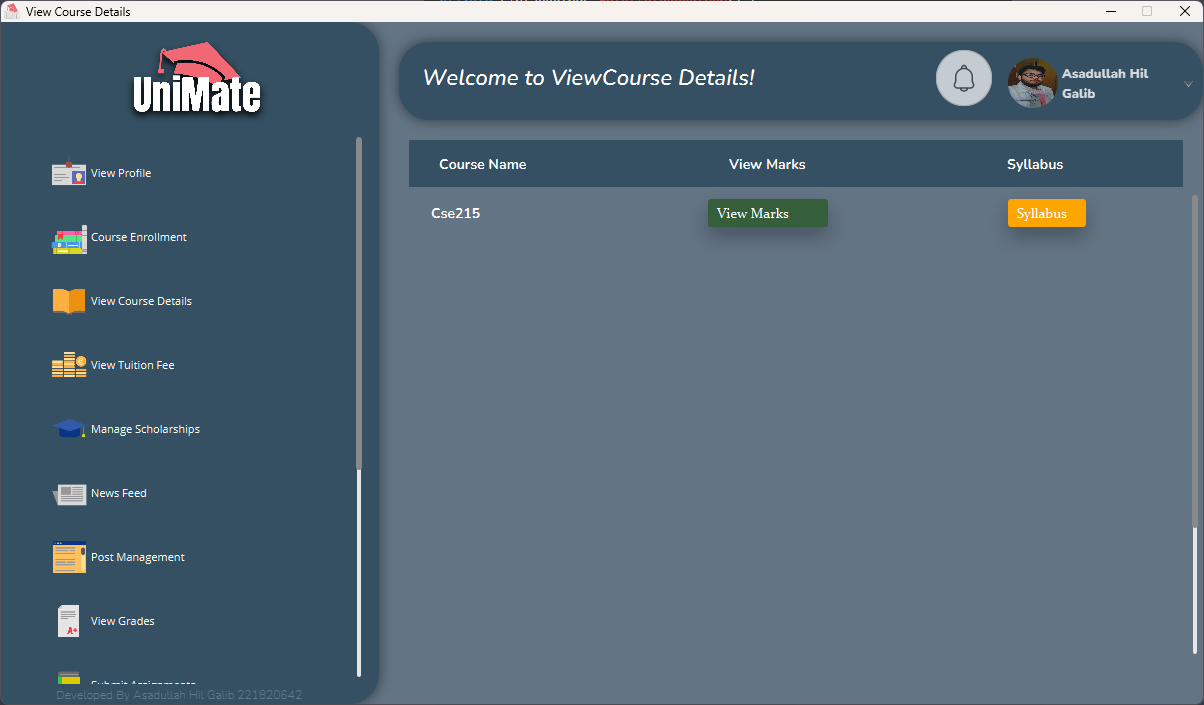 View Course Details
UniMate
Welcome to ViewCourse Details!
Asadullah Hil
Galib
View Profile
Course Enrollment
View Course Details
View Tuition Fee
Manage Scholarships
News Feed
Post Management
View Grades
A+
Submit Assignments
Developed By Asadullah Hil Galib 221820642
Course Name View Marks Syllabus
Cse215 View Marks Syllabus